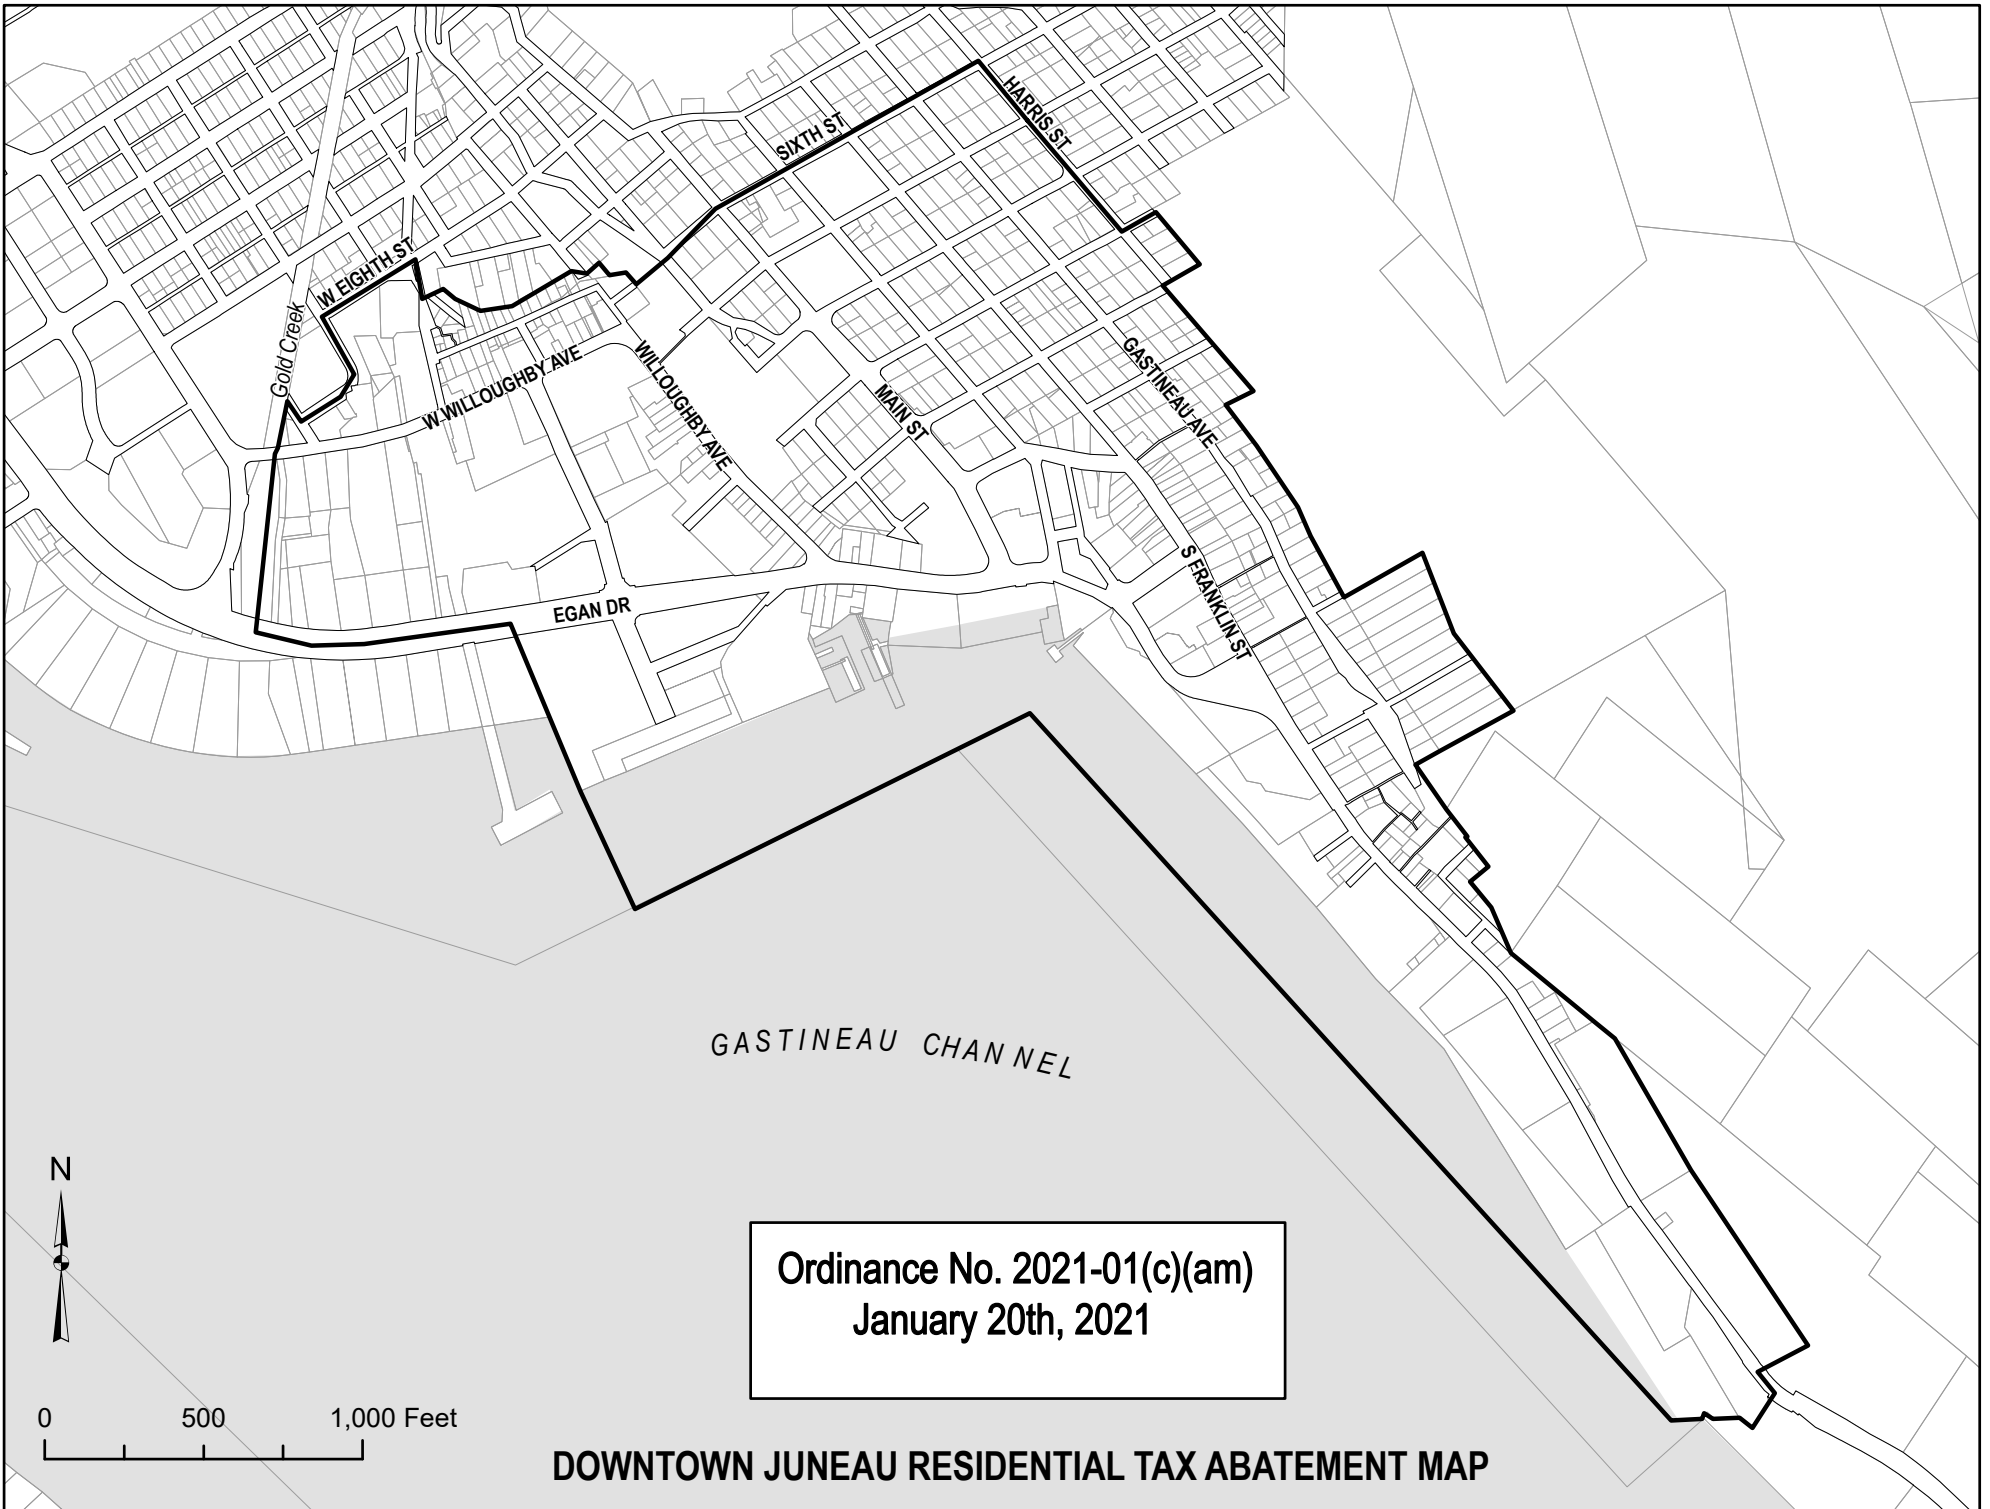 SIXTH ST
HARRIS ST
W EIGHTH ST
Gold Creek
W WILLOUGHBY AVE
WILLOUGHBY AVE
MAIN ST
GASTINEAU AVE
S FRANKLIN ST
EGAN DR
GASTINEAU CHANNEL
N
Ordinance No. 2021-01(c)(am)
January 20th, 2021
0 500 1,000 Feet
DOWNTOWN JUNEAU RESIDENTIAL TAX ABATEMENT MAP